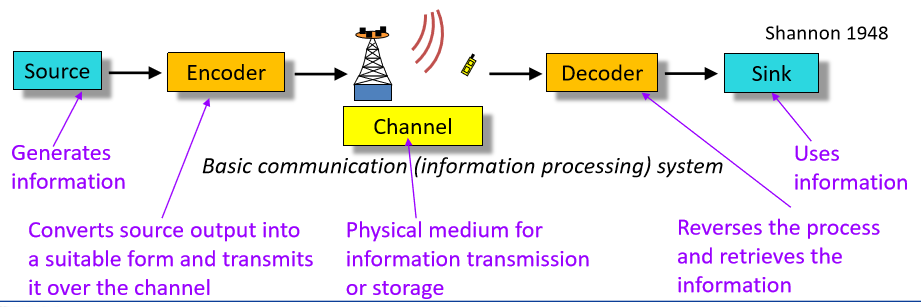 Shannon 1948
Source
Encoder
Decoder
Sink
Channel
Basic communication (information processing) system
Generates
information
Uses
information
Converts source output into
a suitable form and transmits
it over the channel
Physical medium for
information transmission
or storage
Reverses the process
and retrieves the
information